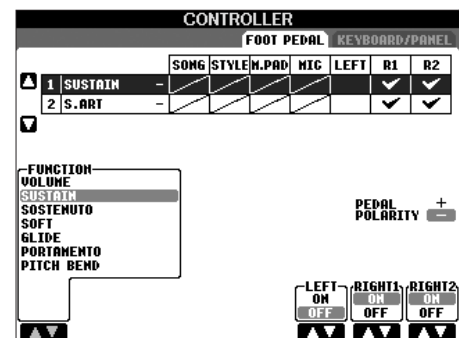 CONTROLLER
FOOT PEDAL KEYBOARD/PANEL
SONG STYLE M.PAD MIC LEFT R1 R2
1 SUSTAIN –
2 S.ART –
FUNCTION
VOLUME
SUSTAIN
SOSTENUTO
SOFT
GLIDE
PORTAMENTO
PITCH BEND
PEDAL +
POLARITY –
LEFT RIGHT1 RIGHT2
ON ON ON
OFF OFF OFF